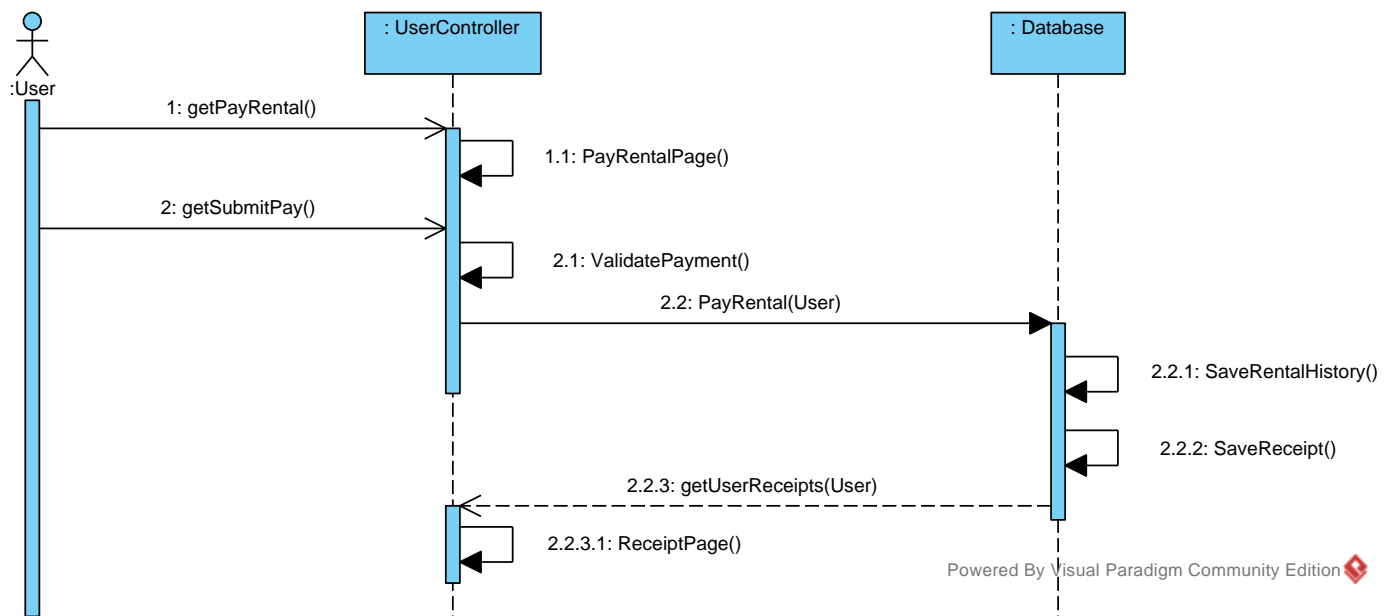 : UserController
: Database
:User
1: getPayRental()
1.1: PayRentalPage()
2: getSubmitPay()
2.1: ValidatePayment()
2.2: PayRental(User)
2.2.1: SaveRentalHistory()
2.2.2: SaveReceipt()
2.2.3: getUserReceipts(User)
2.2.3.1: ReceiptPage()
Powered By Visual Paradigm Community Edition